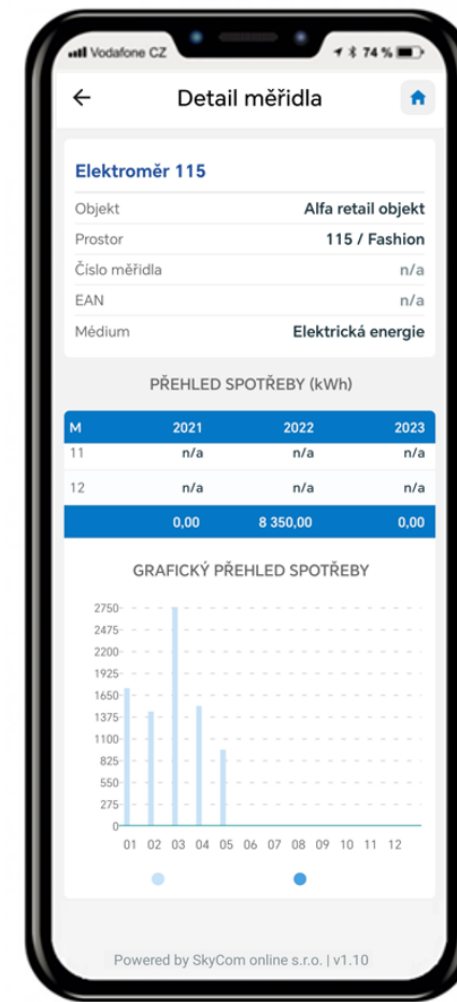 Vodafone CZ 74 %
Detail měřidla
Elektroměr 115
Objekt Alfa retail objekt
Prostor 115 / Fashion
Číslo měřidla n/a
EAN n/a
Médium Elektrická energie
PŘEHLED SPOTŘEBY (kWh)
M 2021 2022 2023
11 n/a n/a n/a
12 n/a n/a n/a
0,00 8 350,00 0,00
GRAFICKÝ PŘEHLED SPOTŘEBY
2750
2475
2200
1925
1650
1375
1100
825
550
275
0
01 02 03 04 05 06 07 08 09 10 11 12
Powered by SkyCom online s.r.o. | v1.10